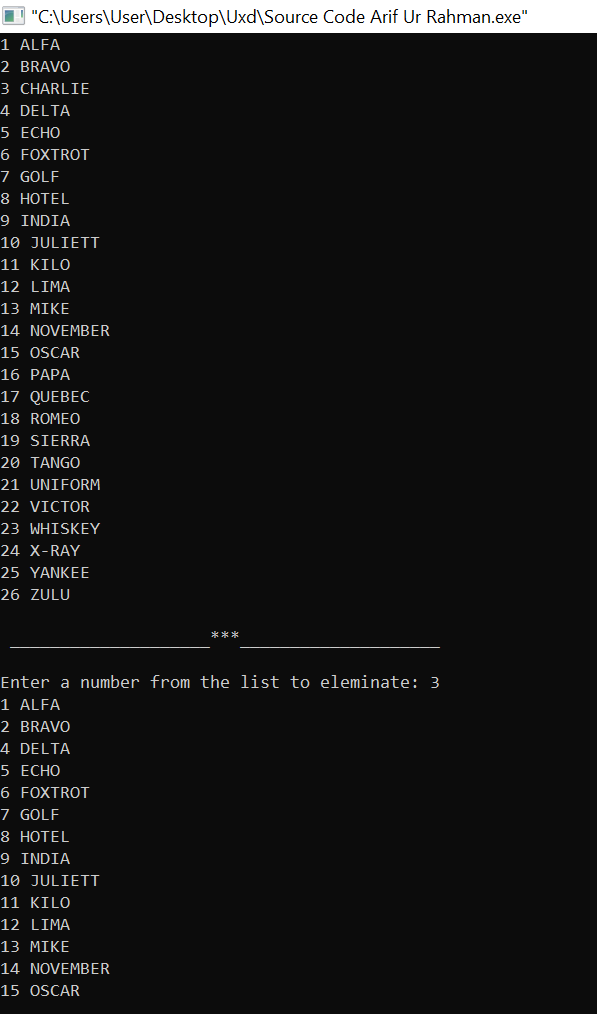 "C:\Users\User\Desktop\Uxd\Source Code Arif Ur Rahman.exe"
1 ALFA
2 BRAVO
3 CHARLIE
4 DELTA
5 ECHO
6 FOXTROT
7 GOLF
8 HOTEL
9 INDIA
10 JULIETT
11 KILO
12 LIMA
13 MIKE
14 NOVEMBER
15 OSCAR
16 PAPA
17 QUEBEC
18 ROMEO
19 SIERRA
20 TANGO
21 UNIFORM
22 VICTOR
23 WHISKEY
24 X-RAY
25 YANKEE
26 ZULU
____________________***____________________
Enter a number from the list to eleminate: 3
1 ALFA
2 BRAVO
4 DELTA
5 ECHO
6 FOXTROT
7 GOLF
8 HOTEL
9 INDIA
10 JULIETT
11 KILO
12 LIMA
13 MIKE
14 NOVEMBER
15 OSCAR